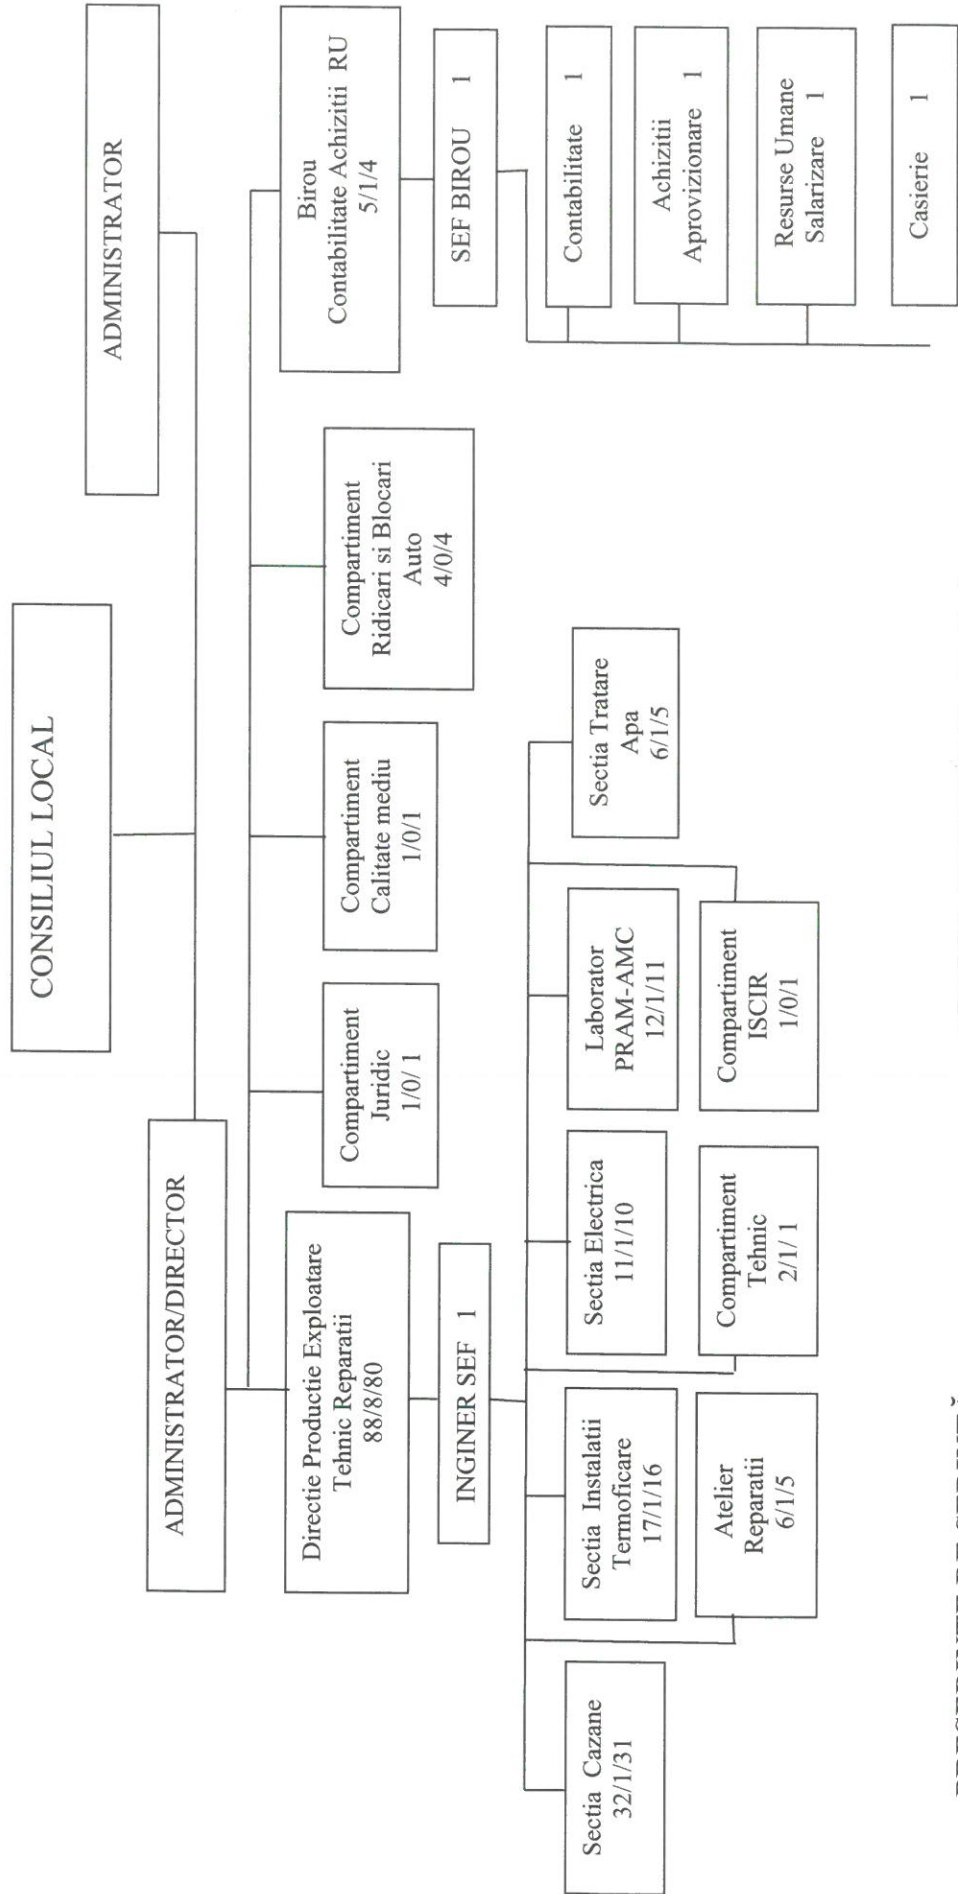 CONSILIUL LOCAL
ADMINISTRATOR/DIRECTOR
ADMINISTRATOR
Directie Productie Exploatare
Tehnic Reparatii
88/8/80
Compartiment
Juridic
1/0/ 1
Compartiment
Calitate mediu
1/0/1
Compartiment
Ridicari si Blocari
Auto
4/0/4
Birou
Contabilitate Achizitii RU
5/1/4
INGINER SEF 1
SEF BIROU 1
Sectia Cazane
32/1/31
Sectia Instalatii
Termoficare
17/1/16
Sectia Electrica
11/1/10
Laborator
PRAM-AMC
12/1/11
Sectia Tratare
Apa
6/1/5
Atelier
Reparatii
6/1/5
Compartiment
Tehnic
2/1/ 1
Compartiment
ISCIR
1/0/1
Contabilitate 1
Achizitii
Aprovizionare 1
Resurse Umane
Salarizare 1
Casierie 1